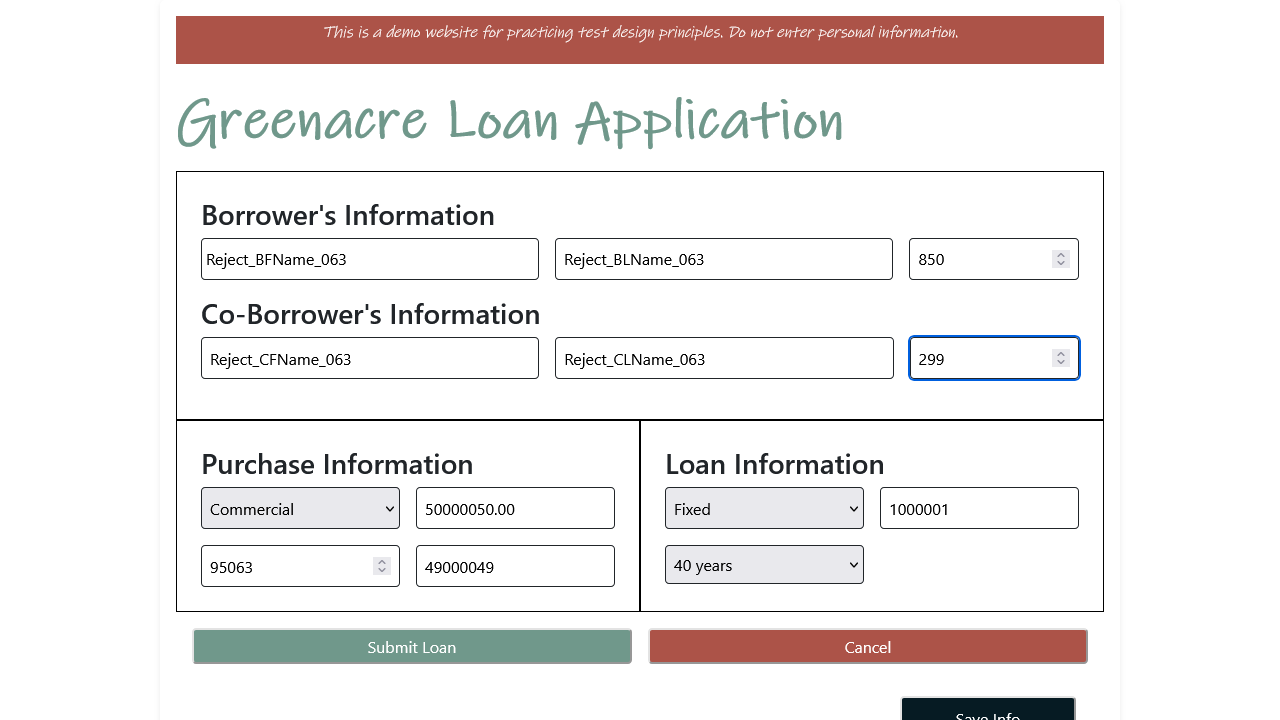 This is a demo website for practicing test design principles. Do not enter personal information.
Greenacre Loan Application
Borrower's Information
Reject_BFName_063 Reject_BLName_063 850
Co-Borrower's Information
Reject_CFName_063 Reject_CLName_063 299
Purchase Information
Commercial 50000050.00
95063 49000049
Loan Information
Fixed 1000001
40 years
Submit Loan Cancel
Save Info